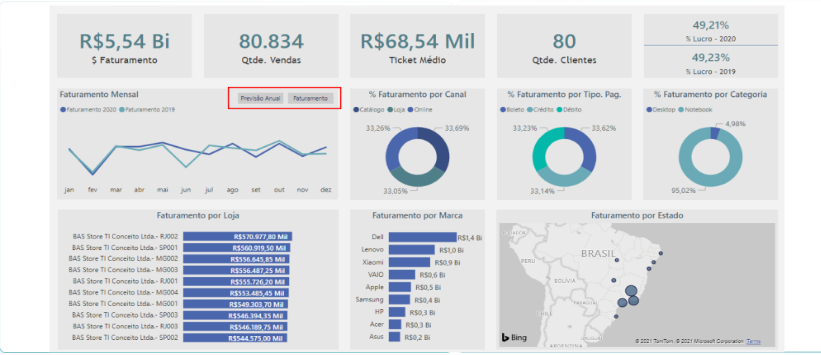 R$5,54 Bi
$ Faturamento
80.834
Qtde. Vendas
R$68,54 Mil
Ticket Médio
80
Qtde. Clientes
49,21%
% Lucro - 2020
49,23%
% Lucro - 2019
Faturamento Mensal
Previsão Anual
Faturamento
Faturamento 2020
Faturamento 2019
jan fev mar abr mai jun jul ago set out nov dez
% Faturamento por Canal
Catálogo Loja Online
33,26%
33,69%
33,05%
% Faturamento por Tipo. Pag.
Boleto Crédito Débito
33,23%
33,62%
33,14%
% Faturamento por Categoria
Desktop Notebook
4,98%
95,02%
Faturamento por Loja
BAS Store TI Conceito Ltda.- RJ002 R$570.977,80 Mil
BAS Store TI Conceito Ltda.- SP001 R$560.919,50 Mil
BAS Store TI Conceito Ltda.- MG002 R$556.645,85 Mil
BAS Store TI Conceito Ltda.- MG003 R$556.487,25 Mil
BAS Store TI Conceito Ltda.- RJ001 R$555.726,20 Mil
BAS Store TI Conceito Ltda.- MG004 R$553.485,45 Mil
BAS Store TI Conceito Ltda.- MG001 R$549.303,70 Mil
BAS Store TI Conceito Ltda.- SP003 R$546.394,35 Mil
BAS Store TI Conceito Ltda.- RJ003 R$546.189,75 Mil
BAS Store TI Conceito Ltda.- SP002 R$544.575,00 Mil
Faturamento por Marca
Dell R$1,4 Bi
Lenovo R$1,0 Bi
Xiaomi R$0,9 Bi
VAIO R$0,6 Bi
Apple R$0,5 Bi
Samsung R$0,4 Bi
HP R$0,3 Bi
Acer R$0,3 Bi
Asus R$0,2 Bi
Faturamento por Estado
PERU
BRASIL
BOLÍVIA
PARAGUAI
ARGENTINA
Bing
© 2021 TomTom, © 2021 Microsoft Corporation Terms